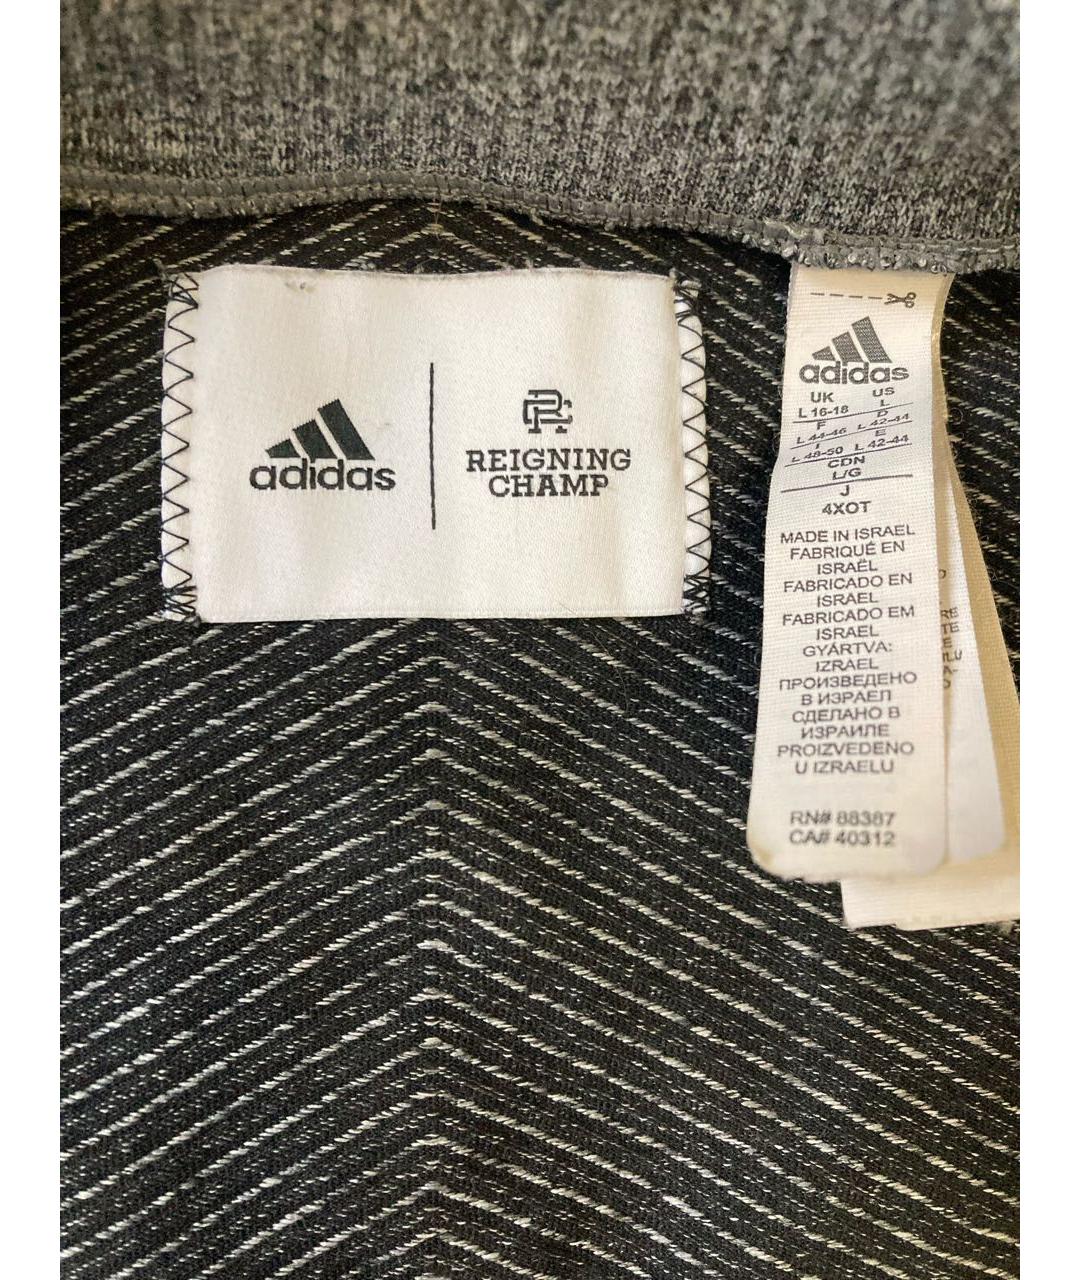 adidas
REIGNING
CHAMP
adidas
UK US
L 16-18 L
F D
L 44-46 L 42-44
I E
L 48-50 L 42-44
CDN
L/G
J
4XOT
MADE IN ISRAEL
FABRIQUÉ EN
ISRAËL
FABRICADO EN
ISRAEL
FABRICADO EM
ISRAEL
GYÁRTVA:
IZRAEL
ПРОИЗВЕДЕНО
В ИЗРАЕЛ
СДЕЛАНО В
ИЗРАИЛЕ
PROIZVEDENO
U IZRAELU
RN# 88387
CA# 40312